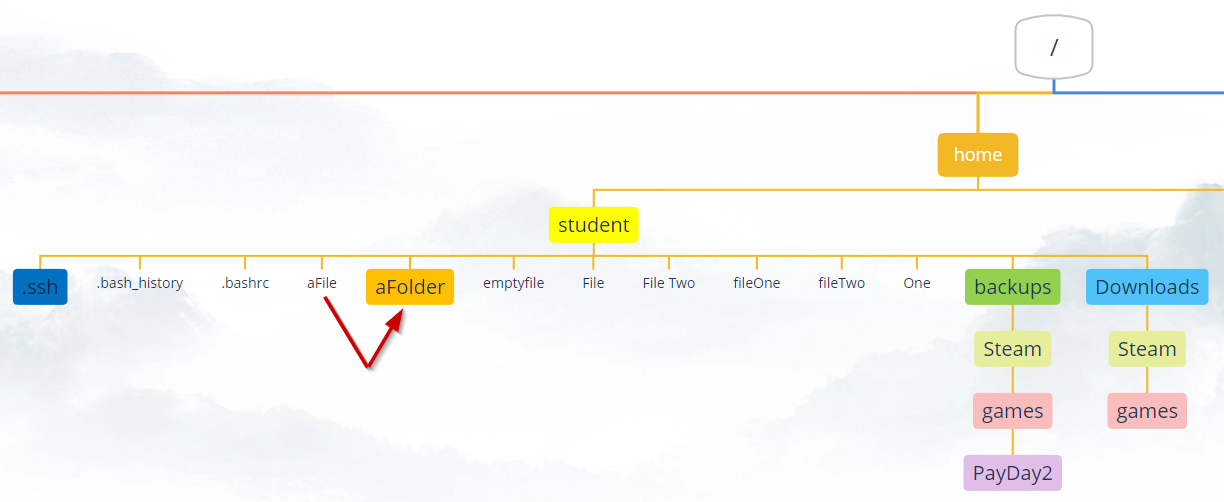 /
home
student
.ssh
.bash_history
.bashrc
aFile
aFolder
emptyfile
File
File Two
fileOne
fileTwo
One
backups
Downloads
Steam
Steam
games
games
PayDay2